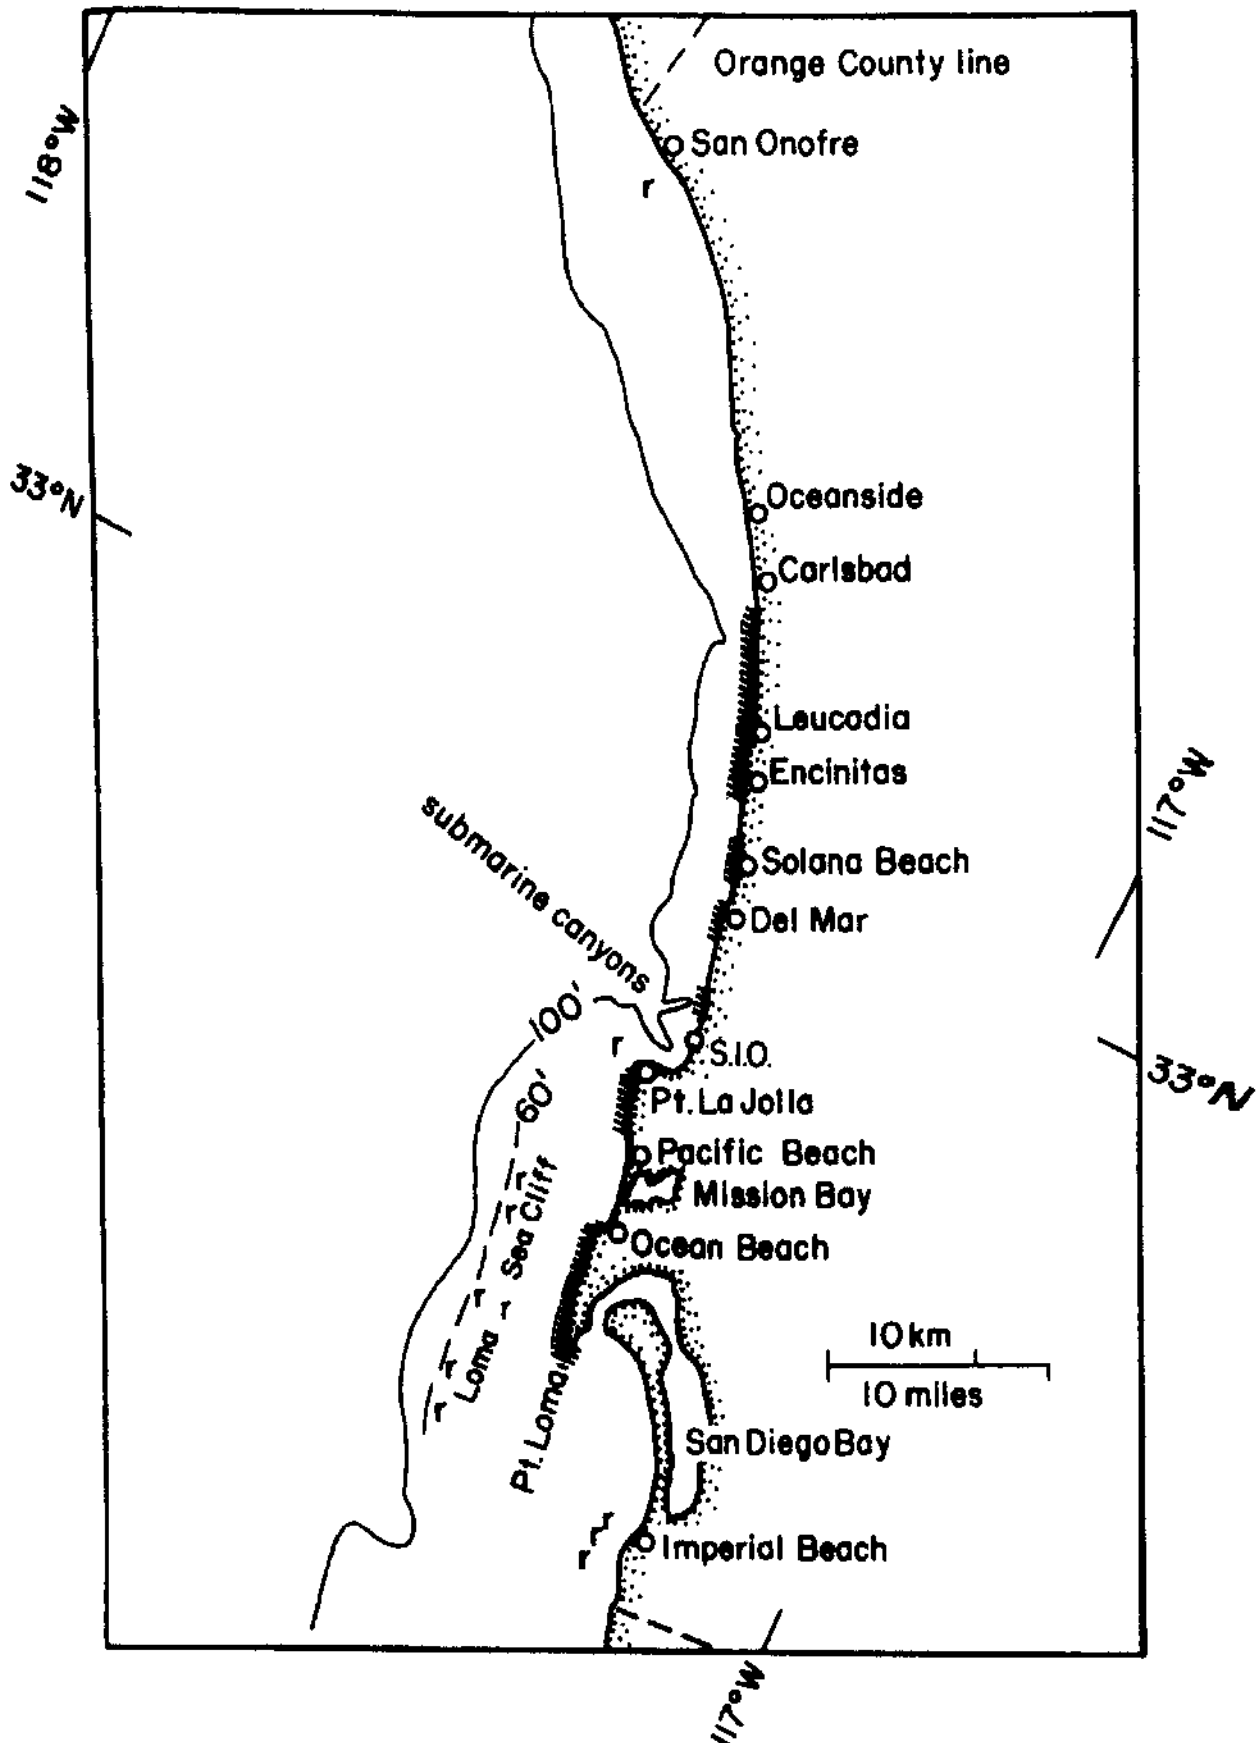 Orange County line
118°W
San Onofre
r
33°N
Oceanside
Carlsbad
Leucadia
Encinitas
117°W
submarine canyons
Solana Beach
Del Mar
100'
r
S.I.O.
33°N
60'
Pt. La Jolla
Pacific Beach
r
Mission Bay
r
Loma Sea Cliff
Ocean Beach
r
r
10 km
r
10 miles
r
Pt. Loma
San Diego Bay
r
r
r
Imperial Beach
117°W